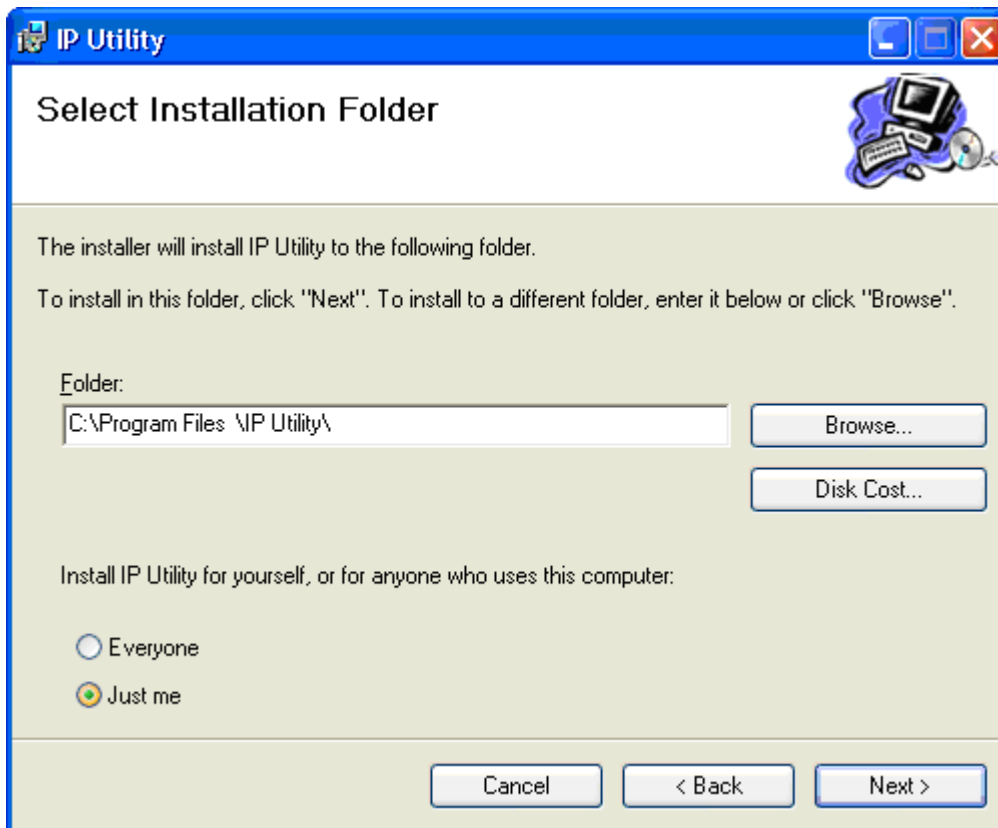 IP Utility
Select Installation Folder
The installer will install IP Utility to the following folder.
To install in this folder, click "Next". To install to a different folder, enter it below or click "Browse".
Folder:
C:\Program Files \IP Utility\
Browse...
Disk Cost...
Install IP Utility for yourself, or for anyone who uses this computer:
Everyone
Just me
Cancel
< Back
Next >